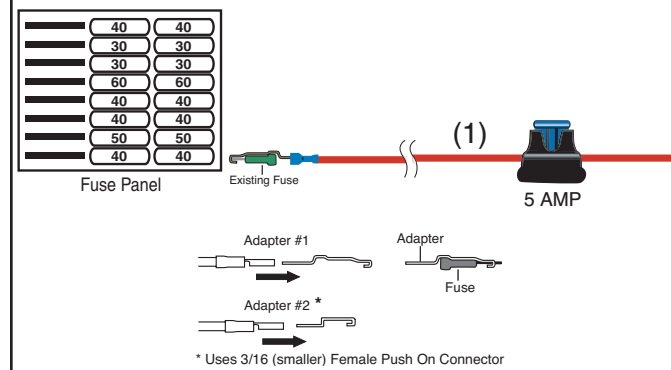 40 40
30 30
30 30
60 60
40 40
40 40
50 50
40 40
Fuse Panel
Existing Fuse
(1)
5 AMP
Adapter #1
Adapter
Fuse
Adapter #2 *
* Uses 3/16 (smaller) Female Push On Connector